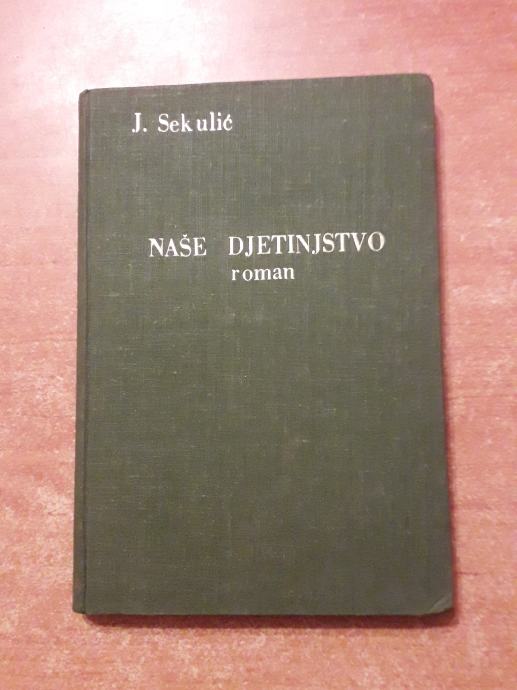 J. Sekulić
NAŠE DJETINJSTVO
roman